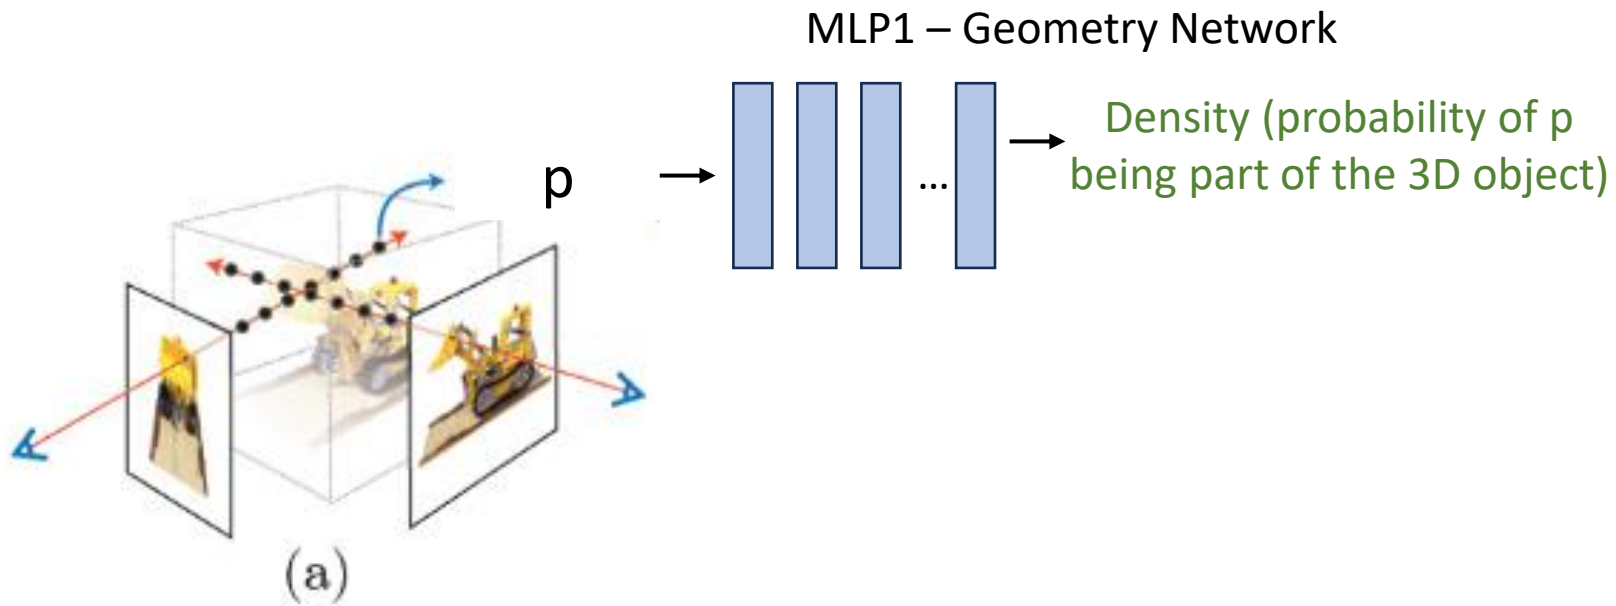 MLP1 – Geometry Network
p
...
Density (probability of p
being part of the 3D object)
(a)